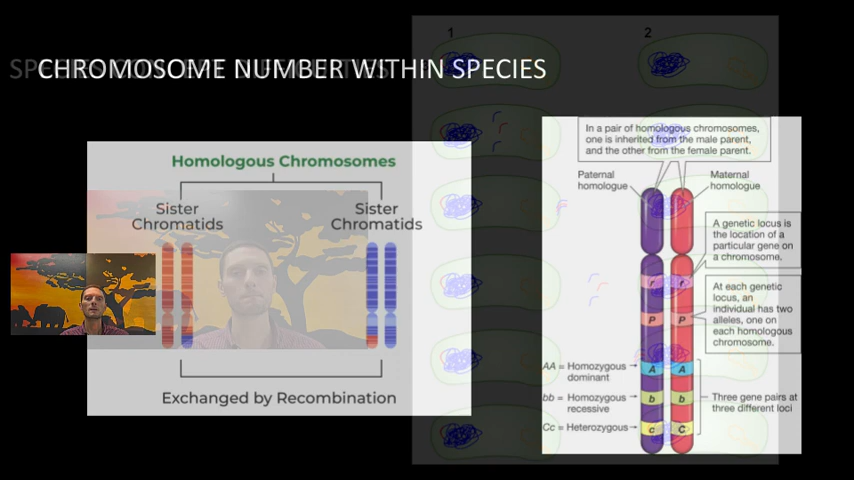 1
2
CHROMOSOME NUMBER WITHIN SPECIES
Homologous Chromosomes
Sister
Chromatids
Sister
Chromatids
Exchanged by Recombination
In a pair of homologous chromosomes,
one is inherited from the male parent,
and the other from the female parent.
Paternal
homologue
Maternal
homologue
A genetic locus is
the location of a
particular gene on
a chromosome.
At each genetic
locus, an
individual has two
alleles, one on
each homologous
chromosome.
r
r
P
P
AA = Homozygous
dominant
A
A
bb = Homozygous
recessive
b
b
Three gene pairs at
three different loci
Cc = Heterozygous
c
C